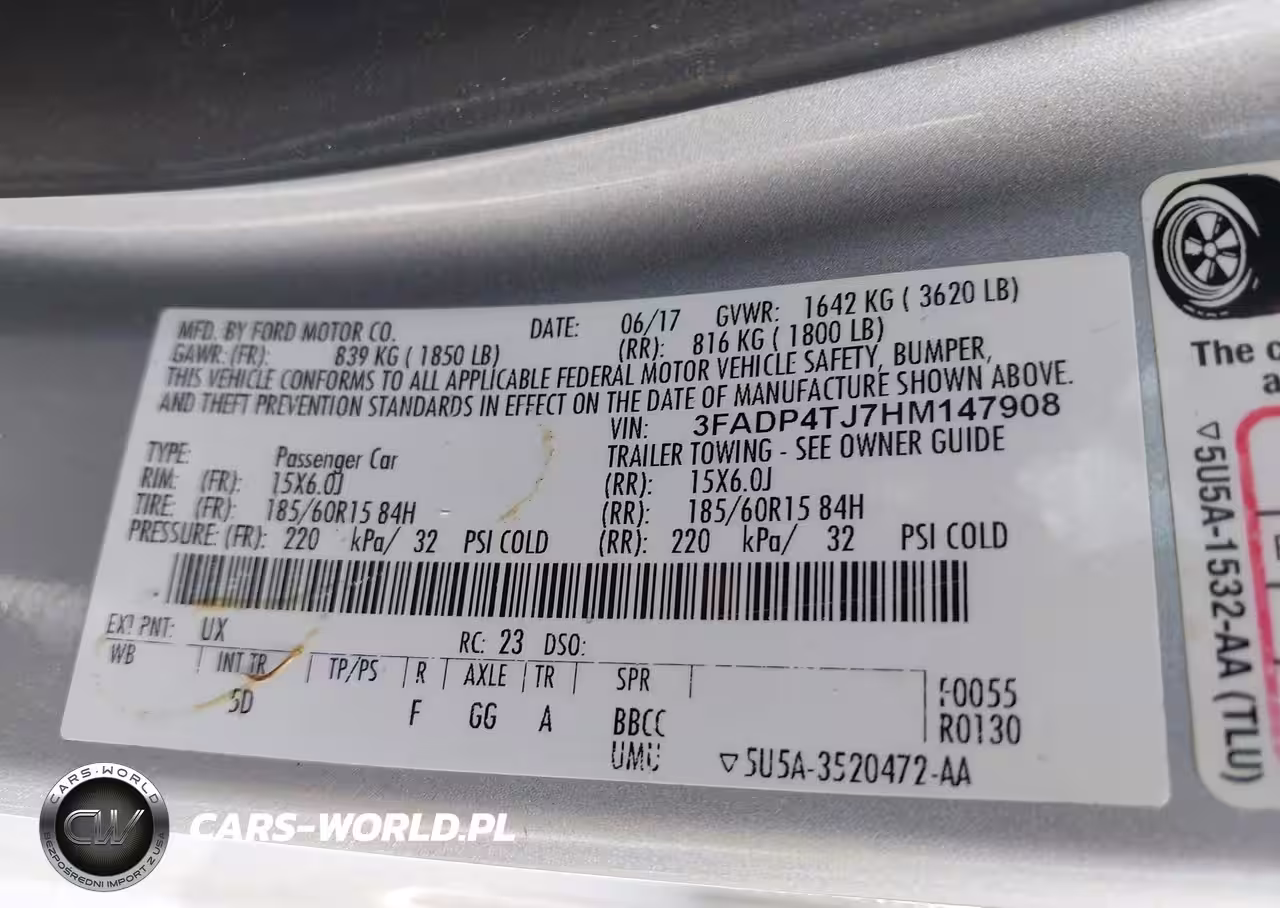 MFD. BY FORD MOTOR CO. DATE: 06/17 GVWR: 1642 KG ( 3620 LB)
GAWR: (FR): 839 KG ( 1850 LB) (RR): 816 KG ( 1800 LB)
THIS VEHICLE CONFORMS TO ALL APPLICABLE FEDERAL MOTOR VEHICLE SAFETY, BUMPER,
AND THEFT PREVENTION STANDARDS IN EFFECT ON THE DATE OF MANUFACTURE SHOWN ABOVE.
VIN: 3FADP4TJ7HM147908
TYPE: Passenger Car TRAILER TOWING - SEE OWNER GUIDE
RIM: (FR): 15X6.0J (RR): 15X6.0J
TIRE: (FR): 185/60R15 84H (RR): 185/60R15 84H
PRESSURE: (FR): 220 kPa/ 32 PSI COLD (RR): 220 kPa/ 32 PSI COLD
EXT PNT: UX RC: 23 DSO:
WB INT TR TP/PS R AXLE TR SPR
5D F GG A BBCC
F0055
R0130
UMU ▽5U5A-3520472-AA
The
▽5U5A-1532-AA (TLU)
CARS-WORLD
CW
BEZPOŚREDNI IMPORT Z USA
CARS-WORLD.PL